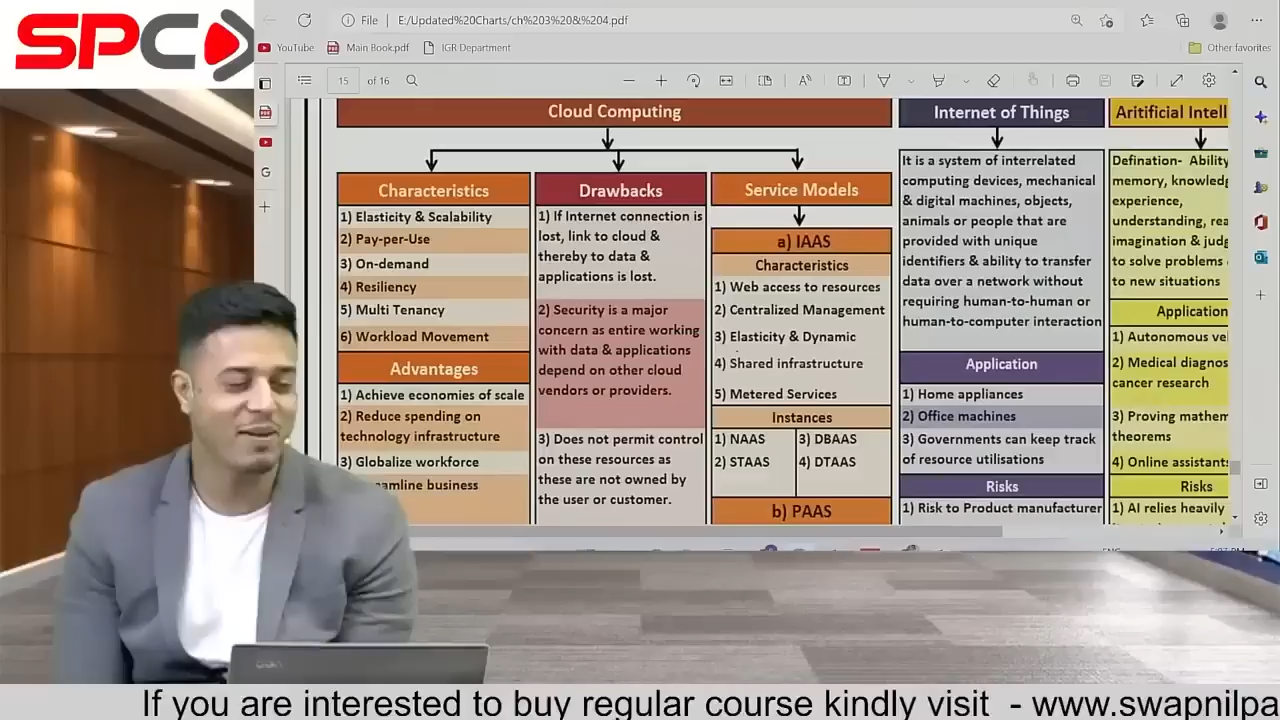 SPC
File
E:/Updated%20Charts/ch%203%20&%204.pdf
YouTube
Main Book.pdf
IGR Department
Other favorites
15 of 16
Cloud Computing
Characteristics
1) Elasticity & Scalability
2) Pay-per-Use
3) On-demand
4) Resiliency
5) Multi Tenancy
6) Workload Movement
Advantages
1) Achieve economies of scale
2) Reduce spending on
technology infrastructure
3) Globalize workforce
amline business
Drawbacks
1) If Internet connection is
lost, link to cloud &
thereby to data &
applications is lost.
2) Security is a major
concern as entire working
with data & applications
depend on other cloud
vendors or providers.
3) Does not permit control
on these resources as
these are not owned by
the user or customer.
Service Models
a) IAAS
Characteristics
1) Web access to resources
2) Centralized Management
3) Elasticity & Dynamic
4) Shared infrastructure
5) Metered Services
Instances
1) NAAS
2) STAAS
3) DBAAS
4) DTAAS
b) PAAS
Internet of Things
It is a system of interrelated
computing devices, mechanical
& digital machines, objects,
animals or people that are
provided with unique
identifiers & ability to transfer
data over a network without
requiring human-to-human or
human-to-computer interaction
Application
1) Home appliances
2) Office machines
3) Governments can keep track
of resource utilisations
Risks
1) Risk to Product manufacturer
Aritificial Intell
Defination- Ability
memory, knowledg
experience,
understanding, rea
imagination & judg
to solve problems
to new situations
Application
1) Autonomous ve
2) Medical diagnos
cancer research
3) Proving mathem
theorems
4) Online assistants
Risks
1) AI relies heavily
If you are interested to buy regular course kindly visit - www.swapnilpa